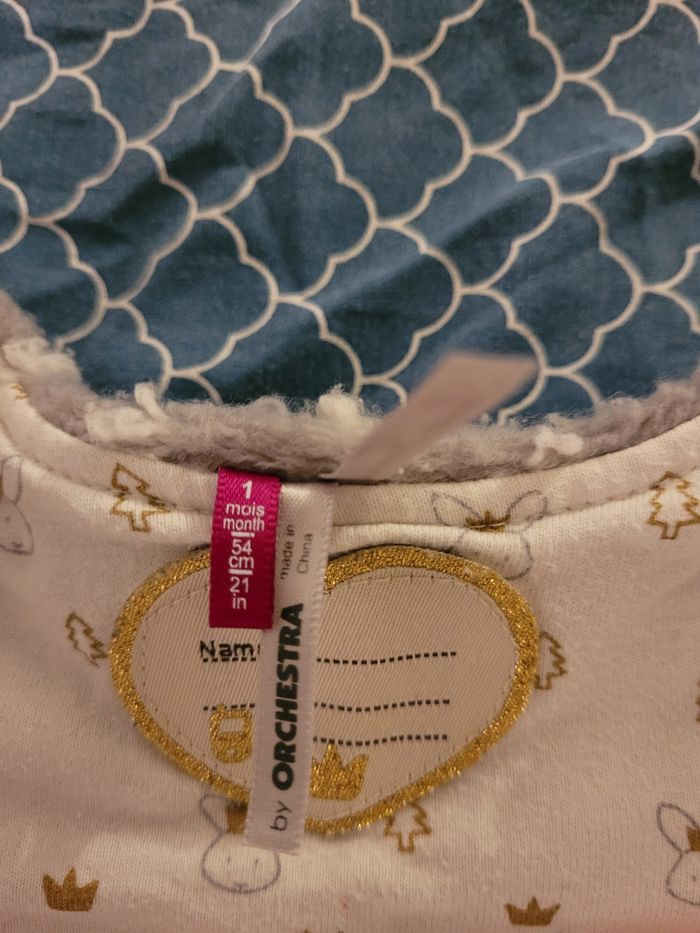 1
mois
month
54
cm
21
in
made in
China
by ORCHESTRA
Nam